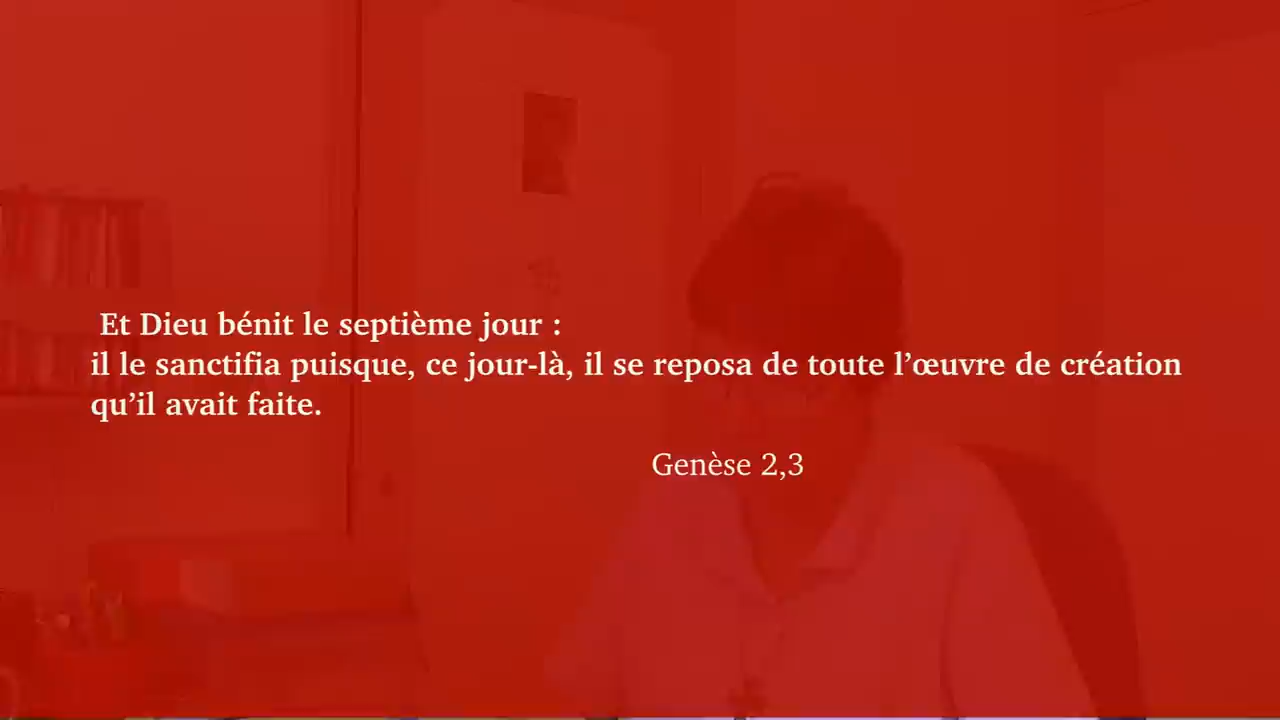 Et Dieu bénit le septième jour :
il le sanctifia puisque, ce jour-là, il se reposa de toute l’œuvre de création
qu’il avait faite.
Genèse 2,3